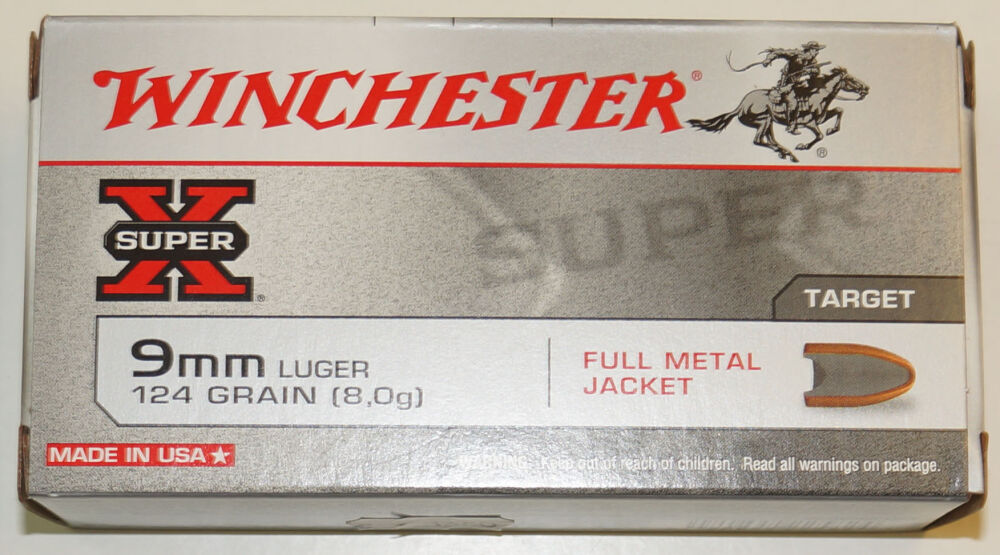 WINCHESTER®
®
SUPER
X
SUPER
®
TARGET
9mm LUGER
124 GRAIN (8,0g)
FULL METAL
JACKET
MADE IN USA★
WARNING: Keep out of reach of children. Read all warnings on package.